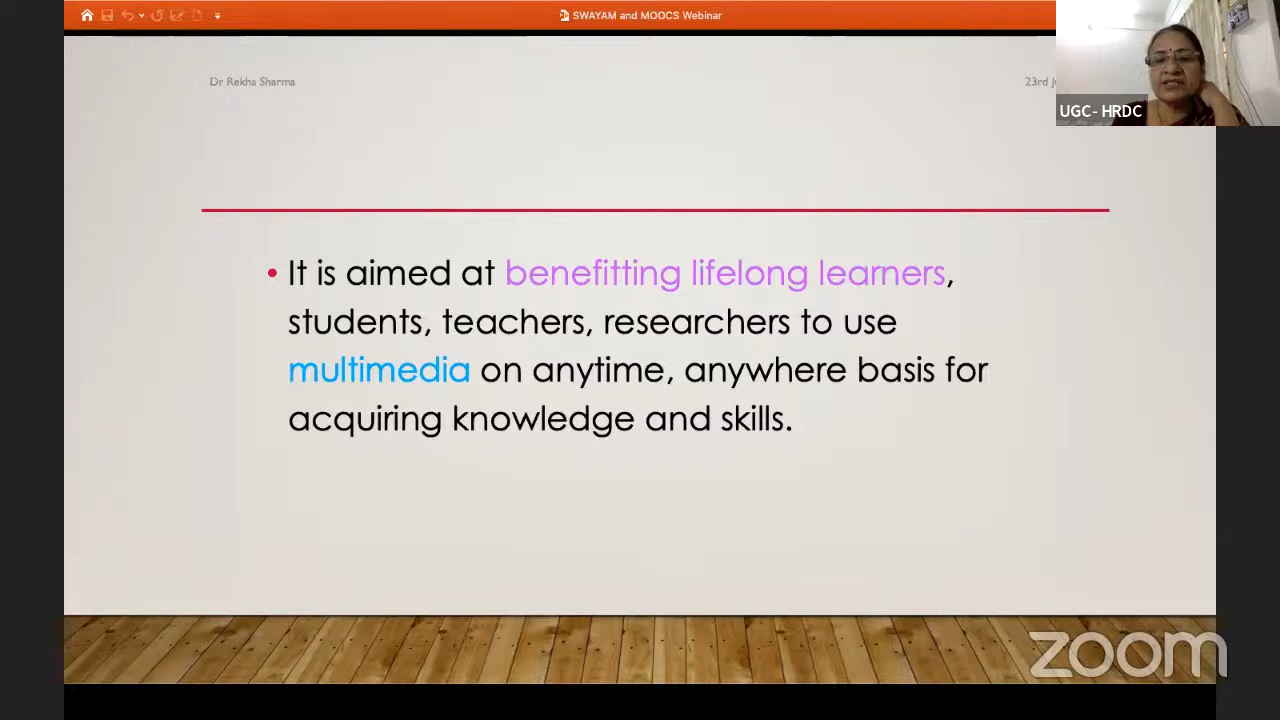 SWAYAM and MOOCS Webinar
Dr Rekha Sharma
23rd
UGC- HRDC
• It is aimed at benefitting lifelong learners,
students, teachers, researchers to use
multimedia on anytime, anywhere basis for
acquiring knowledge and skills.
zoom